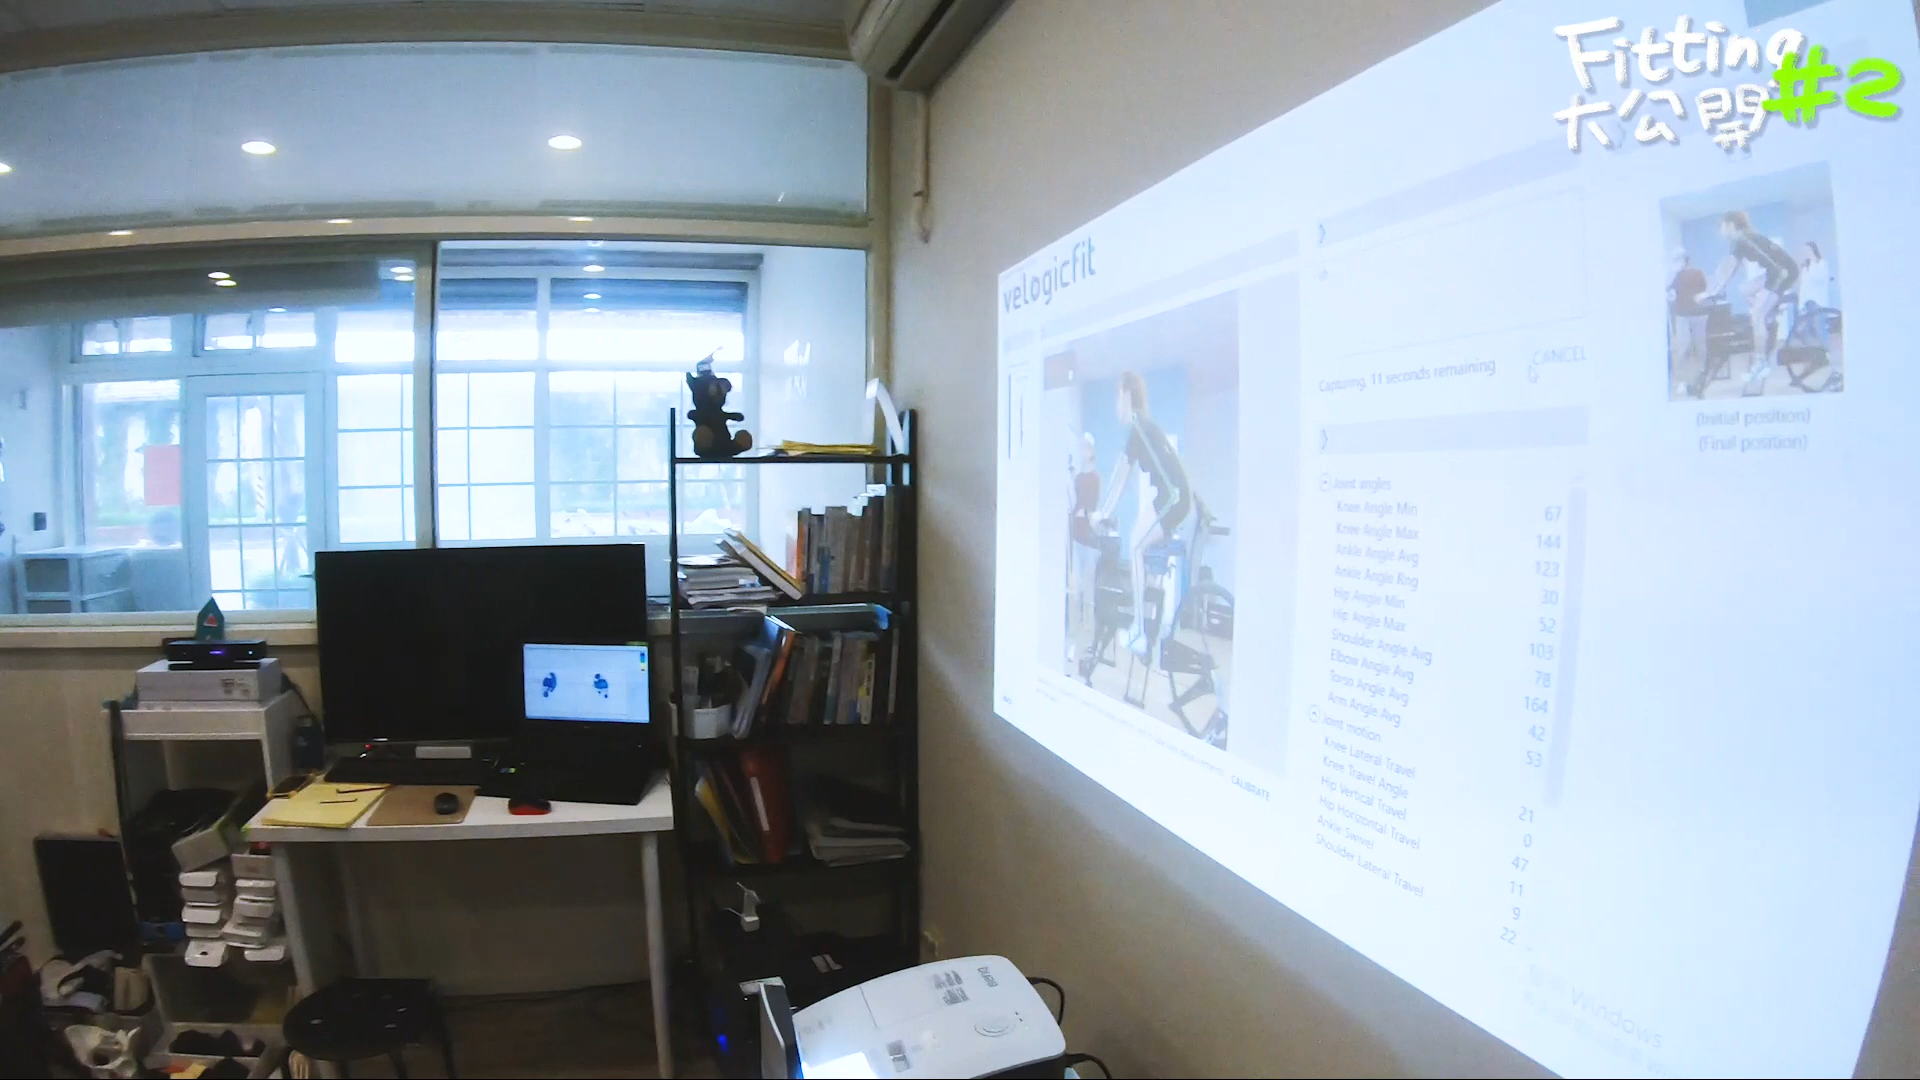 Fitting
大公開 #2
velogicfit
Capturing, 11 seconds remaining
CANCEL
(Initial position)
(Final position)
Joint angles
Knee Angle Min 67
Knee Angle Max 144
Ankle Angle Avg 123
Ankle Angle Rng 30
Hip Angle Min 52
Hip Angle Max 103
Shoulder Angle Avg 78
Elbow Angle Avg 164
Torso Angle Avg 42
Arm Angle Avg 53
Joint motion
Knee Lateral Travel 21
Knee Travel Angle 0
Hip Vertical Travel 47
Hip Horizontal Travel 11
Ankle Swivel 9
Shoulder Lateral Travel 22
CALIBRATE
Windows
BenQ